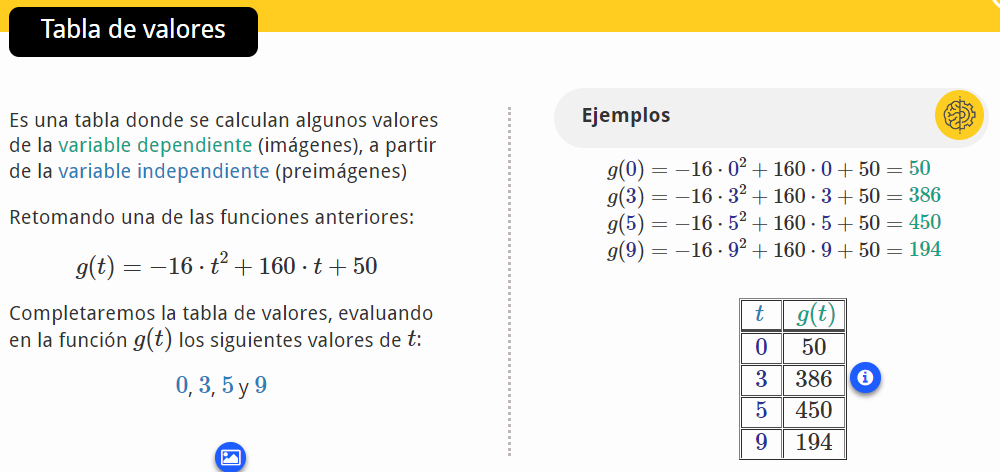 Tabla de valores
Es una tabla donde se calculan algunos valores
de la variable dependiente (imágenes), a partir
de la variable independiente (preimágenes)
Retomando una de las funciones anteriores:
g(t) = −16 · t² + 160 · t + 50
Completaremos la tabla de valores, evaluando
en la función g(t) los siguientes valores de t:
0, 3, 5 y 9
Ejemplos
g(0) = −16 · 0² + 160 · 0 + 50 = 50
g(3) = −16 · 3² + 160 · 3 + 50 = 386
g(5) = −16 · 5² + 160 · 5 + 50 = 450
g(9) = −16 · 9² + 160 · 9 + 50 = 194
t g(t)
0 50
3 386
5 450
9 194